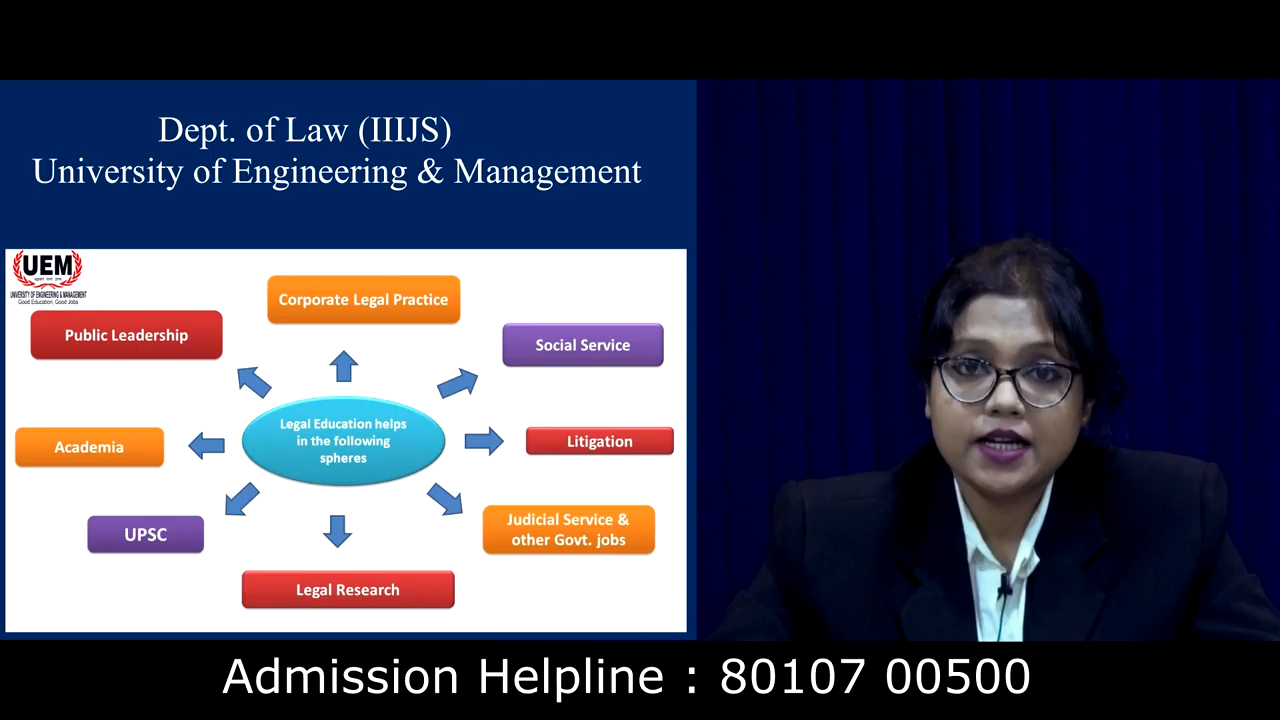 Dept. of Law (IIIJS)
University of Engineering & Management
UEM
UNIVERSITY OF ENGINEERING & MANAGEMENT
Good Education, Good Jobs
Corporate Legal Practice
Public Leadership
Social Service
Legal Education helps
in the following
spheres
Academia
Litigation
UPSC
Judicial Service &
other Govt. jobs
Legal Research
Admission Helpline : 80107 00500